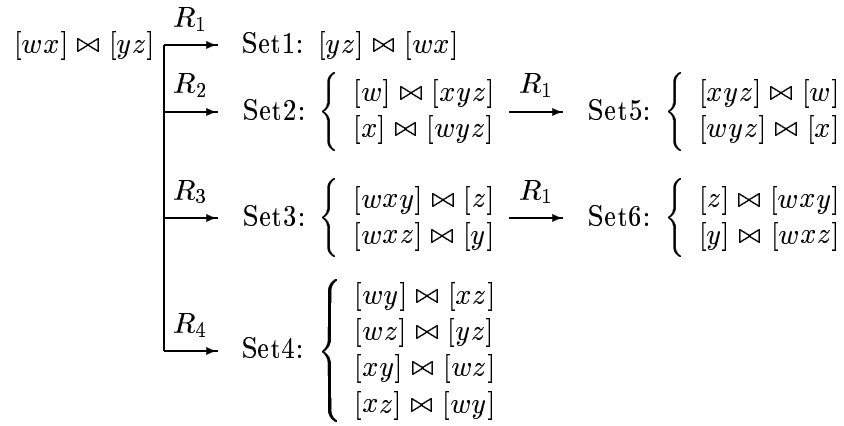 [wx] ⋈ [yz] R₁ Set1: [yz] ⋈ [wx]
R₂ Set2: { [w] ⋈ [xyz] R₁ Set5: { [xyz] ⋈ [w]
[x] ⋈ [wyz] [wyz] ⋈ [x]
R₃ Set3: { [wxy] ⋈ [z] R₁ Set6: { [z] ⋈ [wxy]
[wxz] ⋈ [y] [y] ⋈ [wxz]
R₄ Set4: { [wy] ⋈ [xz]
[wz] ⋈ [yz]
[xy] ⋈ [wz]
[xz] ⋈ [wy]